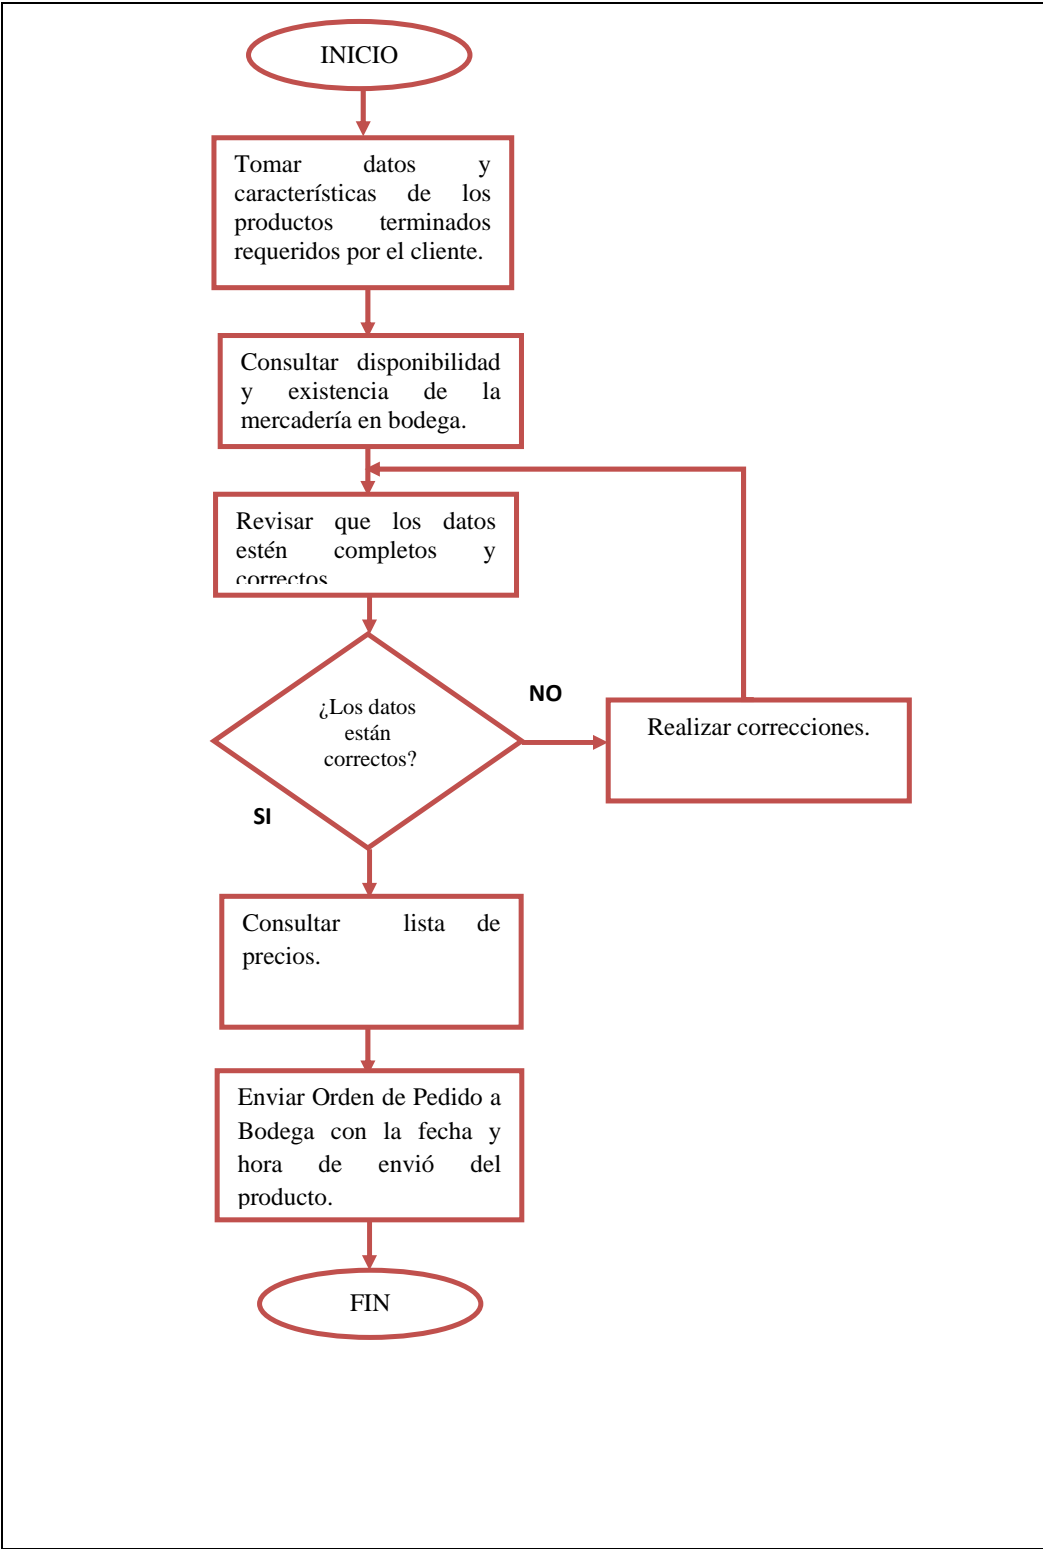 INICIO
Tomar datos y
características de los
productos terminados
requeridos por el cliente.
Consultar disponibilidad
y existencia de la
mercadería en bodega.
Revisar que los datos
estén completos y
correctos
¿Los datos
están
correctos?
NO
Realizar correcciones.
SI
Consultar lista de
precios.
Enviar Orden de Pedido a
Bodega con la fecha y
hora de envió del
producto.
FIN